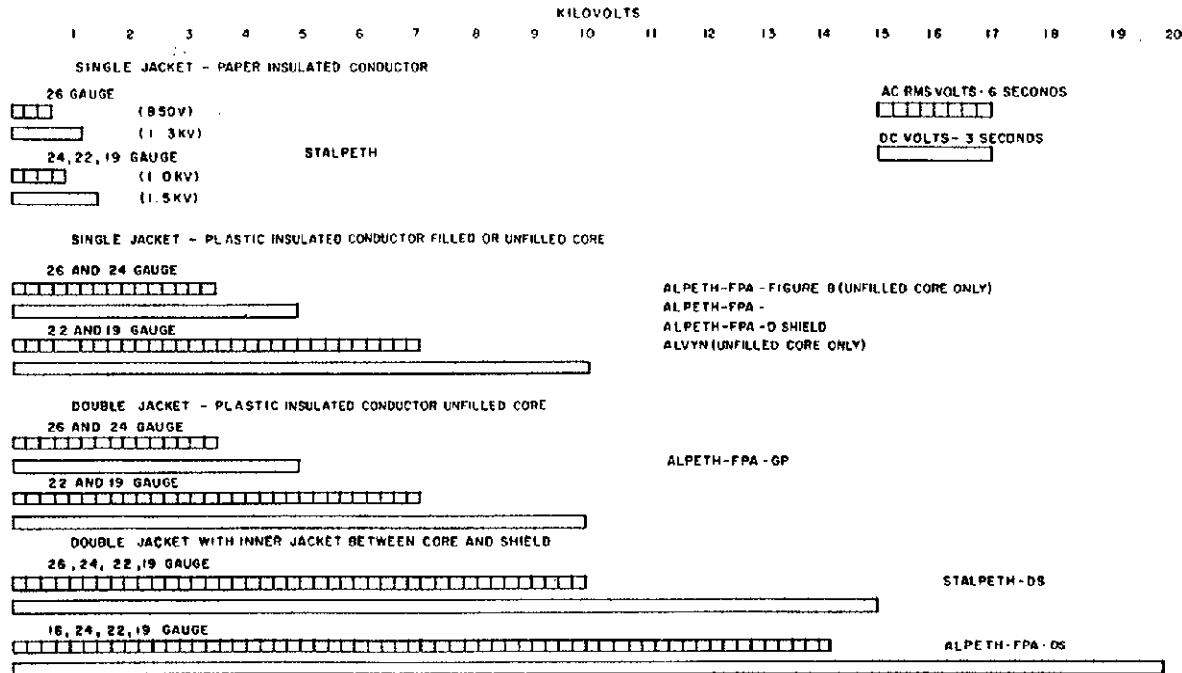 KILOVOLTS
1 2 3 4 5 6 7 8 9 10 11 12 13 14 15 16 17 18 19 20
SINGLE JACKET - PAPER INSULATED CONDUCTOR
26 GAUGE
(850V)
(1 3KV)
24, 22, 19 GAUGE
(1 0KV)
(1.5KV)
STALPETH
AC RMS VOLTS - 6 SECONDS
DC VOLTS - 3 SECONDS
SINGLE JACKET - PLASTIC INSULATED CONDUCTOR FILLED OR UNFILLED CORE
26 AND 24 GAUGE
22 AND 19 GAUGE
ALPETH-FPA - FIGURE 8 (UNFILLED CORE ONLY)
ALPETH-FPA -
ALPETH-FPA - D SHIELD
ALVYN (UNFILLED CORE ONLY)
DOUBLE JACKET - PLASTIC INSULATED CONDUCTOR UNFILLED CORE
26 AND 24 GAUGE
ALPETH-FPA - GP
22 AND 19 GAUGE
DOUBLE JACKET WITH INNER JACKET BETWEEN CORE AND SHIELD
26, 24, 22, 19 GAUGE
STALPETH-DS
16, 24, 22, 19 GAUGE
ALPETH-FPA-DS